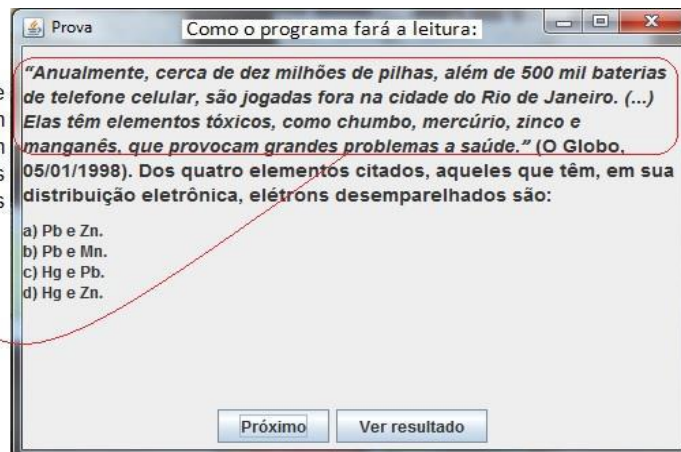 Prova
Como o programa fará a leitura:
"Anualmente, cerca de dez milhões de pilhas, além de 500 mil baterias
de telefone celular, são jogadas fora na cidade do Rio de Janeiro. (...)
Elas têm elementos tóxicos, como chumbo, mercúrio, zinco e
manganês, que provocam grandes problemas a saúde." (O Globo,
05/01/1998). Dos quatro elementos citados, aqueles que têm, em sua
distribuição eletrônica, elétrons desemparelhados são:
a) Pb e Zn.
b) Pb e Mn.
c) Hg e Pb.
d) Hg e Zn.
Próximo
Ver resultado